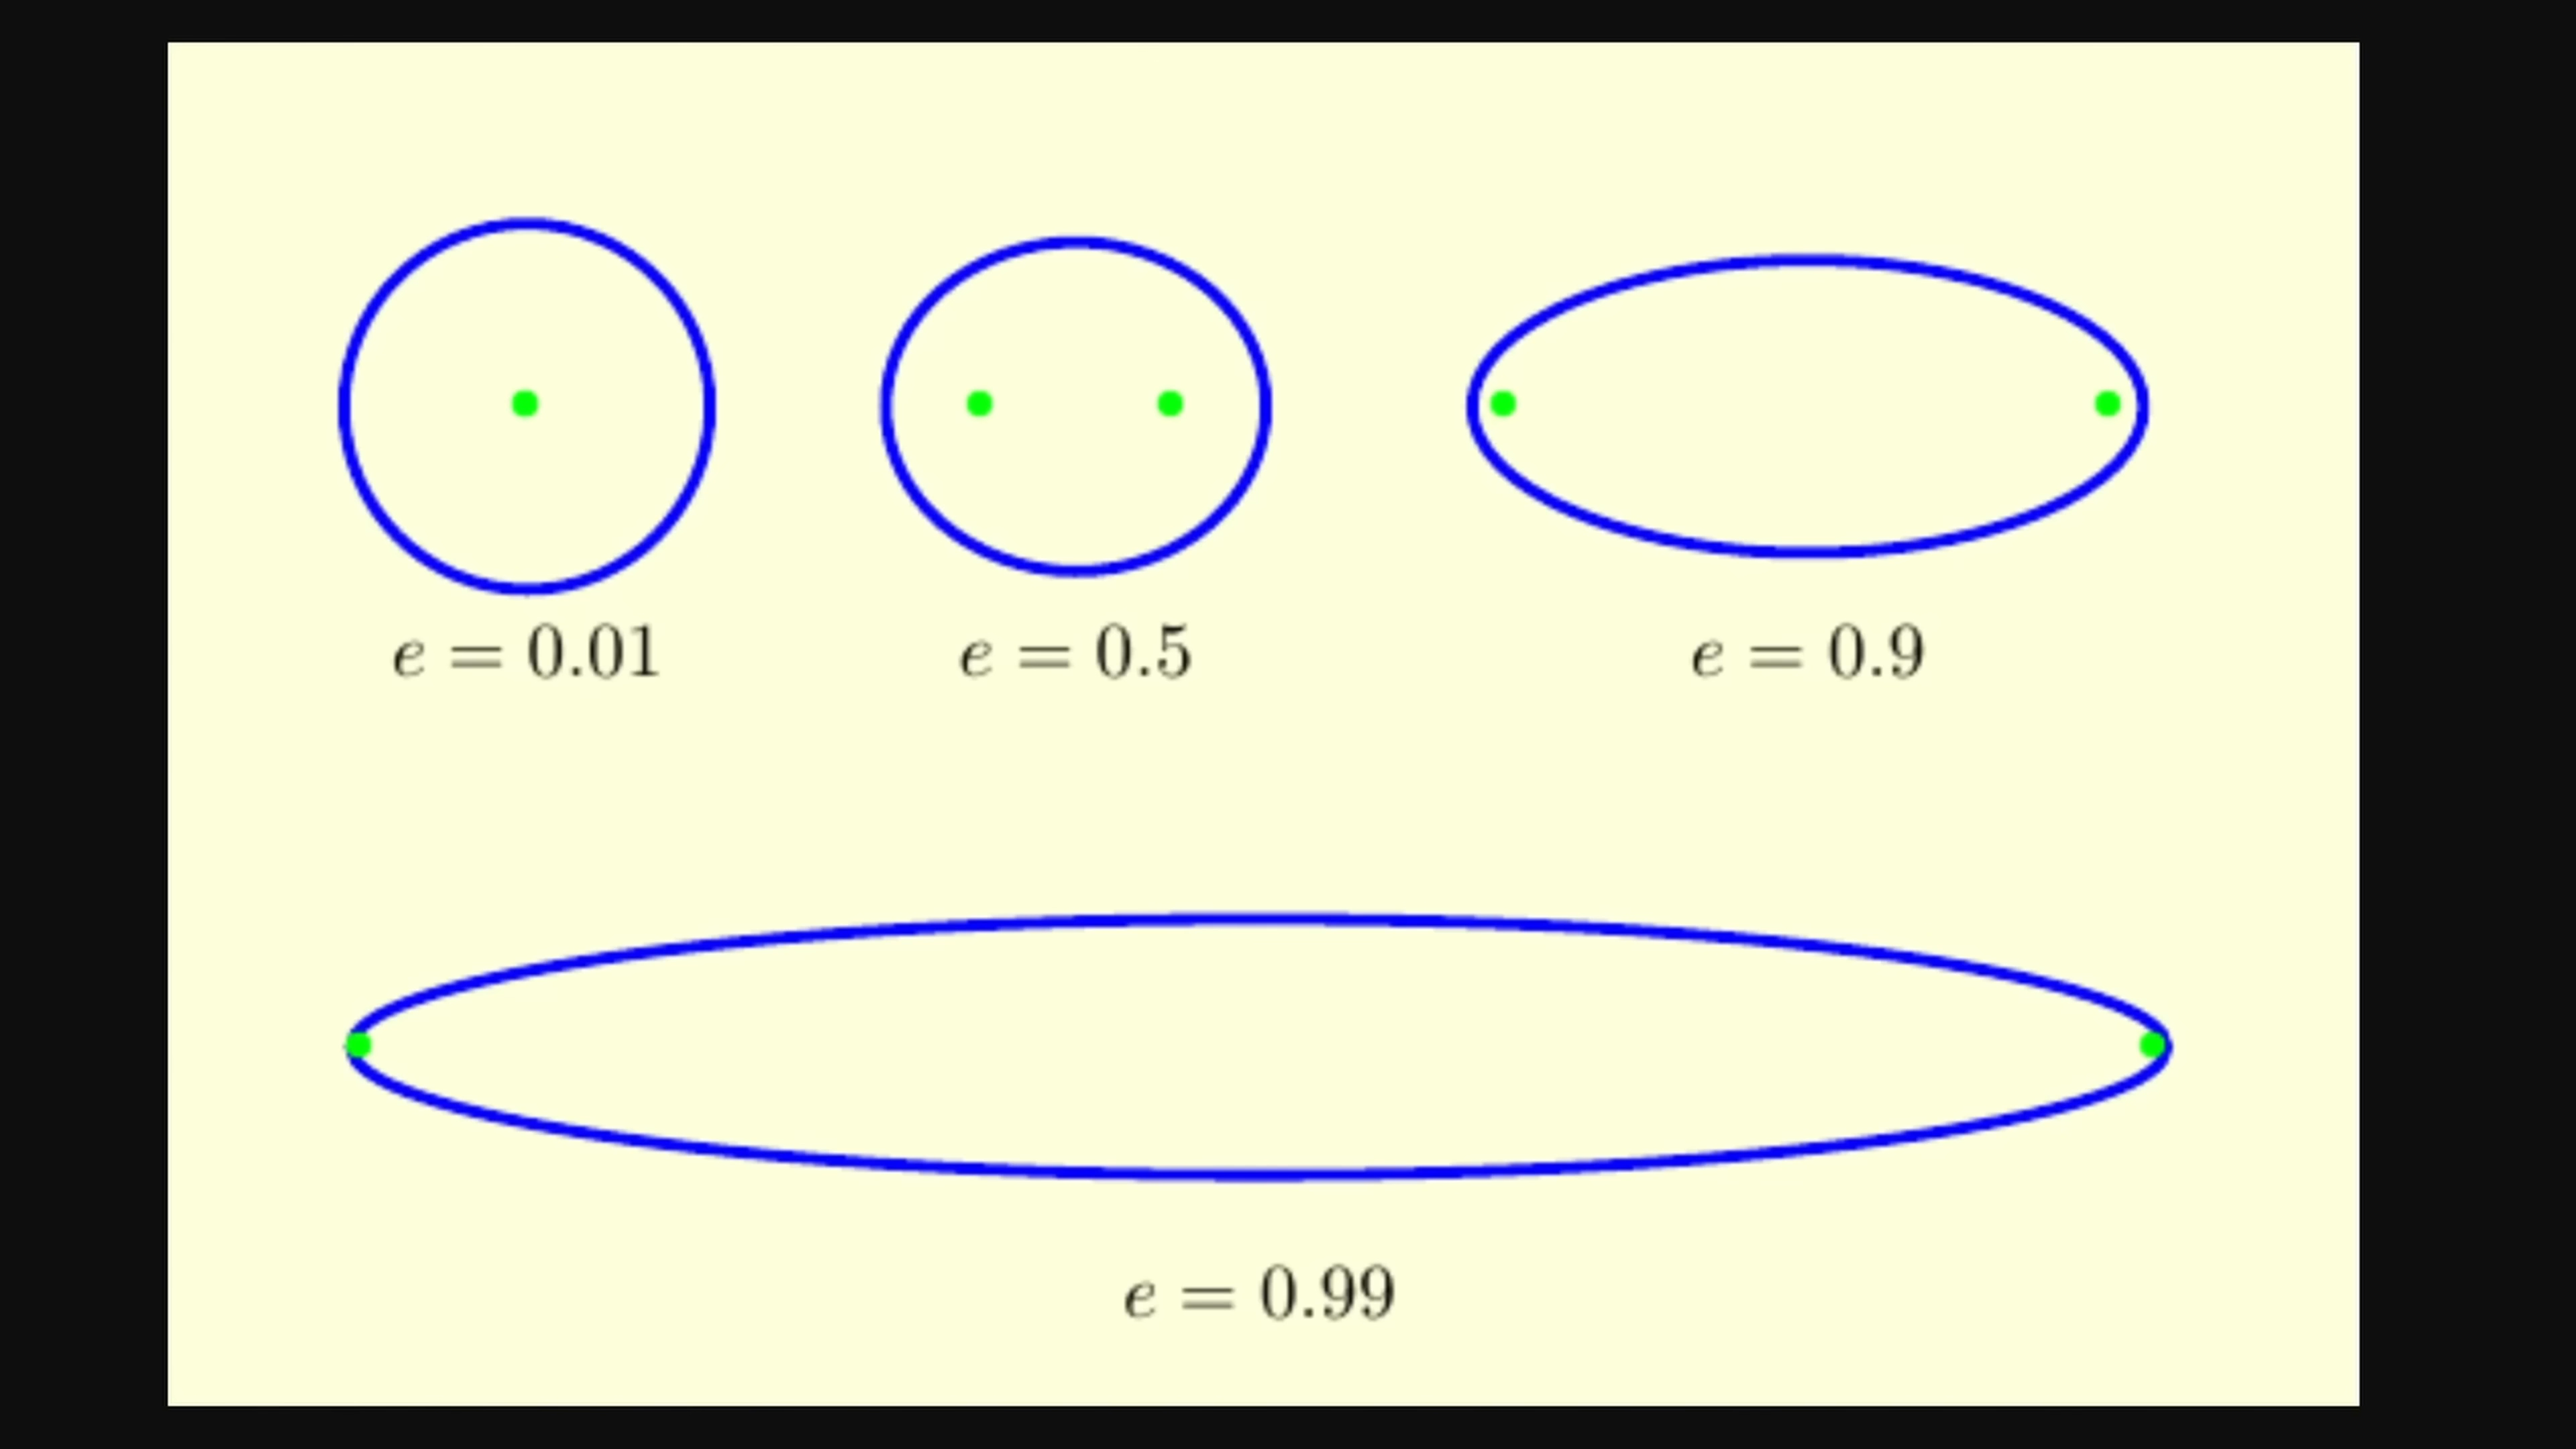 e = 0.01
e = 0.5
e = 0.9
e = 0.99